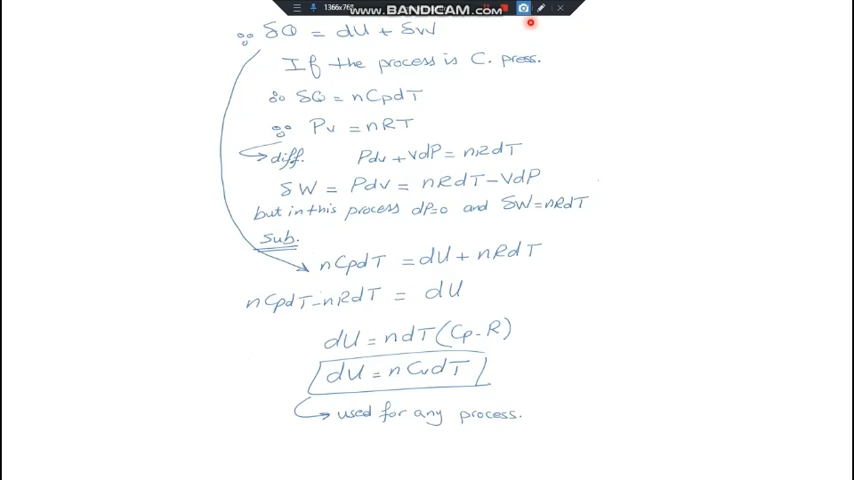 1366x768
WWW.BANDICAM.COM
∵ δQ = dU + δW
If the process is C. press.
∴ δQ = nCpdT
∵ Pv = nRT
diff. Pdv + VdP = nRdT
δW = Pdv = nRdT - VdP
but in this process dP=0 and δW=nRdT
Sub.
nCpdT = dU + nRdT
nCpdT - nRdT = dU
dU = ndT(Cp-R)
dU = nCvdT
used for any process.